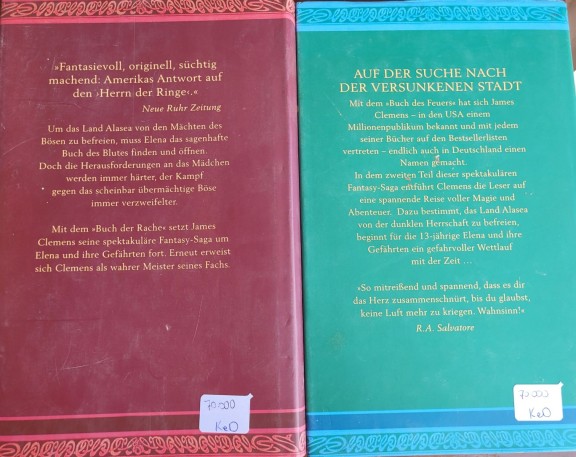 »Fantasievoll, originell, süchtig
machend: Amerikas Antwort auf
den ›Herrn der Ringe‹.«
Neue Ruhr Zeitung
Um das Land Alasea von den Mächten des
Bösen zu befreien, muss Elena das sagenhafte
Buch des Blutes finden und öffnen.
Doch die Herausforderungen an das Mädchen
werden immer härter, der Kampf
gegen das scheinbar übermächtige Böse
immer verzweifelter.
Mit dem »Buch der Rache« setzt James
Clemens seine spektakuläre Fantasy-Saga um
Elena und ihre Gefährten fort. Erneut erweist
sich Clemens als wahrer Meister seines Fachs.
70000
KeO
AUF DER SUCHE NACH
DER VERSUNKENEN STADT
Mit dem »Buch des Feuers« hat sich James
Clemens – in den USA einem
Millionenpublikum bekannt und mit jedem
seiner Bücher auf den Bestsellerlisten
vertreten – endlich auch in Deutschland einen
Namen gemacht.
In dem zweiten Teil dieser spektakulären
Fantasy-Saga entführt Clemens die Leser auf
eine spannende Reise voller Magie und
Abenteuer. Dazu bestimmt, das Land Alasea
von der dunklen Herrschaft zu befreien,
beginnt für die 13-jährige Elena und ihre
Gefährten ein gefahrvoller Wettlauf
mit der Zeit …
»So mitreißend und spannend, dass es dir
das Herz zusammenschnürt, bis du glaubst,
keine Luft mehr zu kriegen. Wahnsinn!«
R.A. Salvatore
70000
KeO